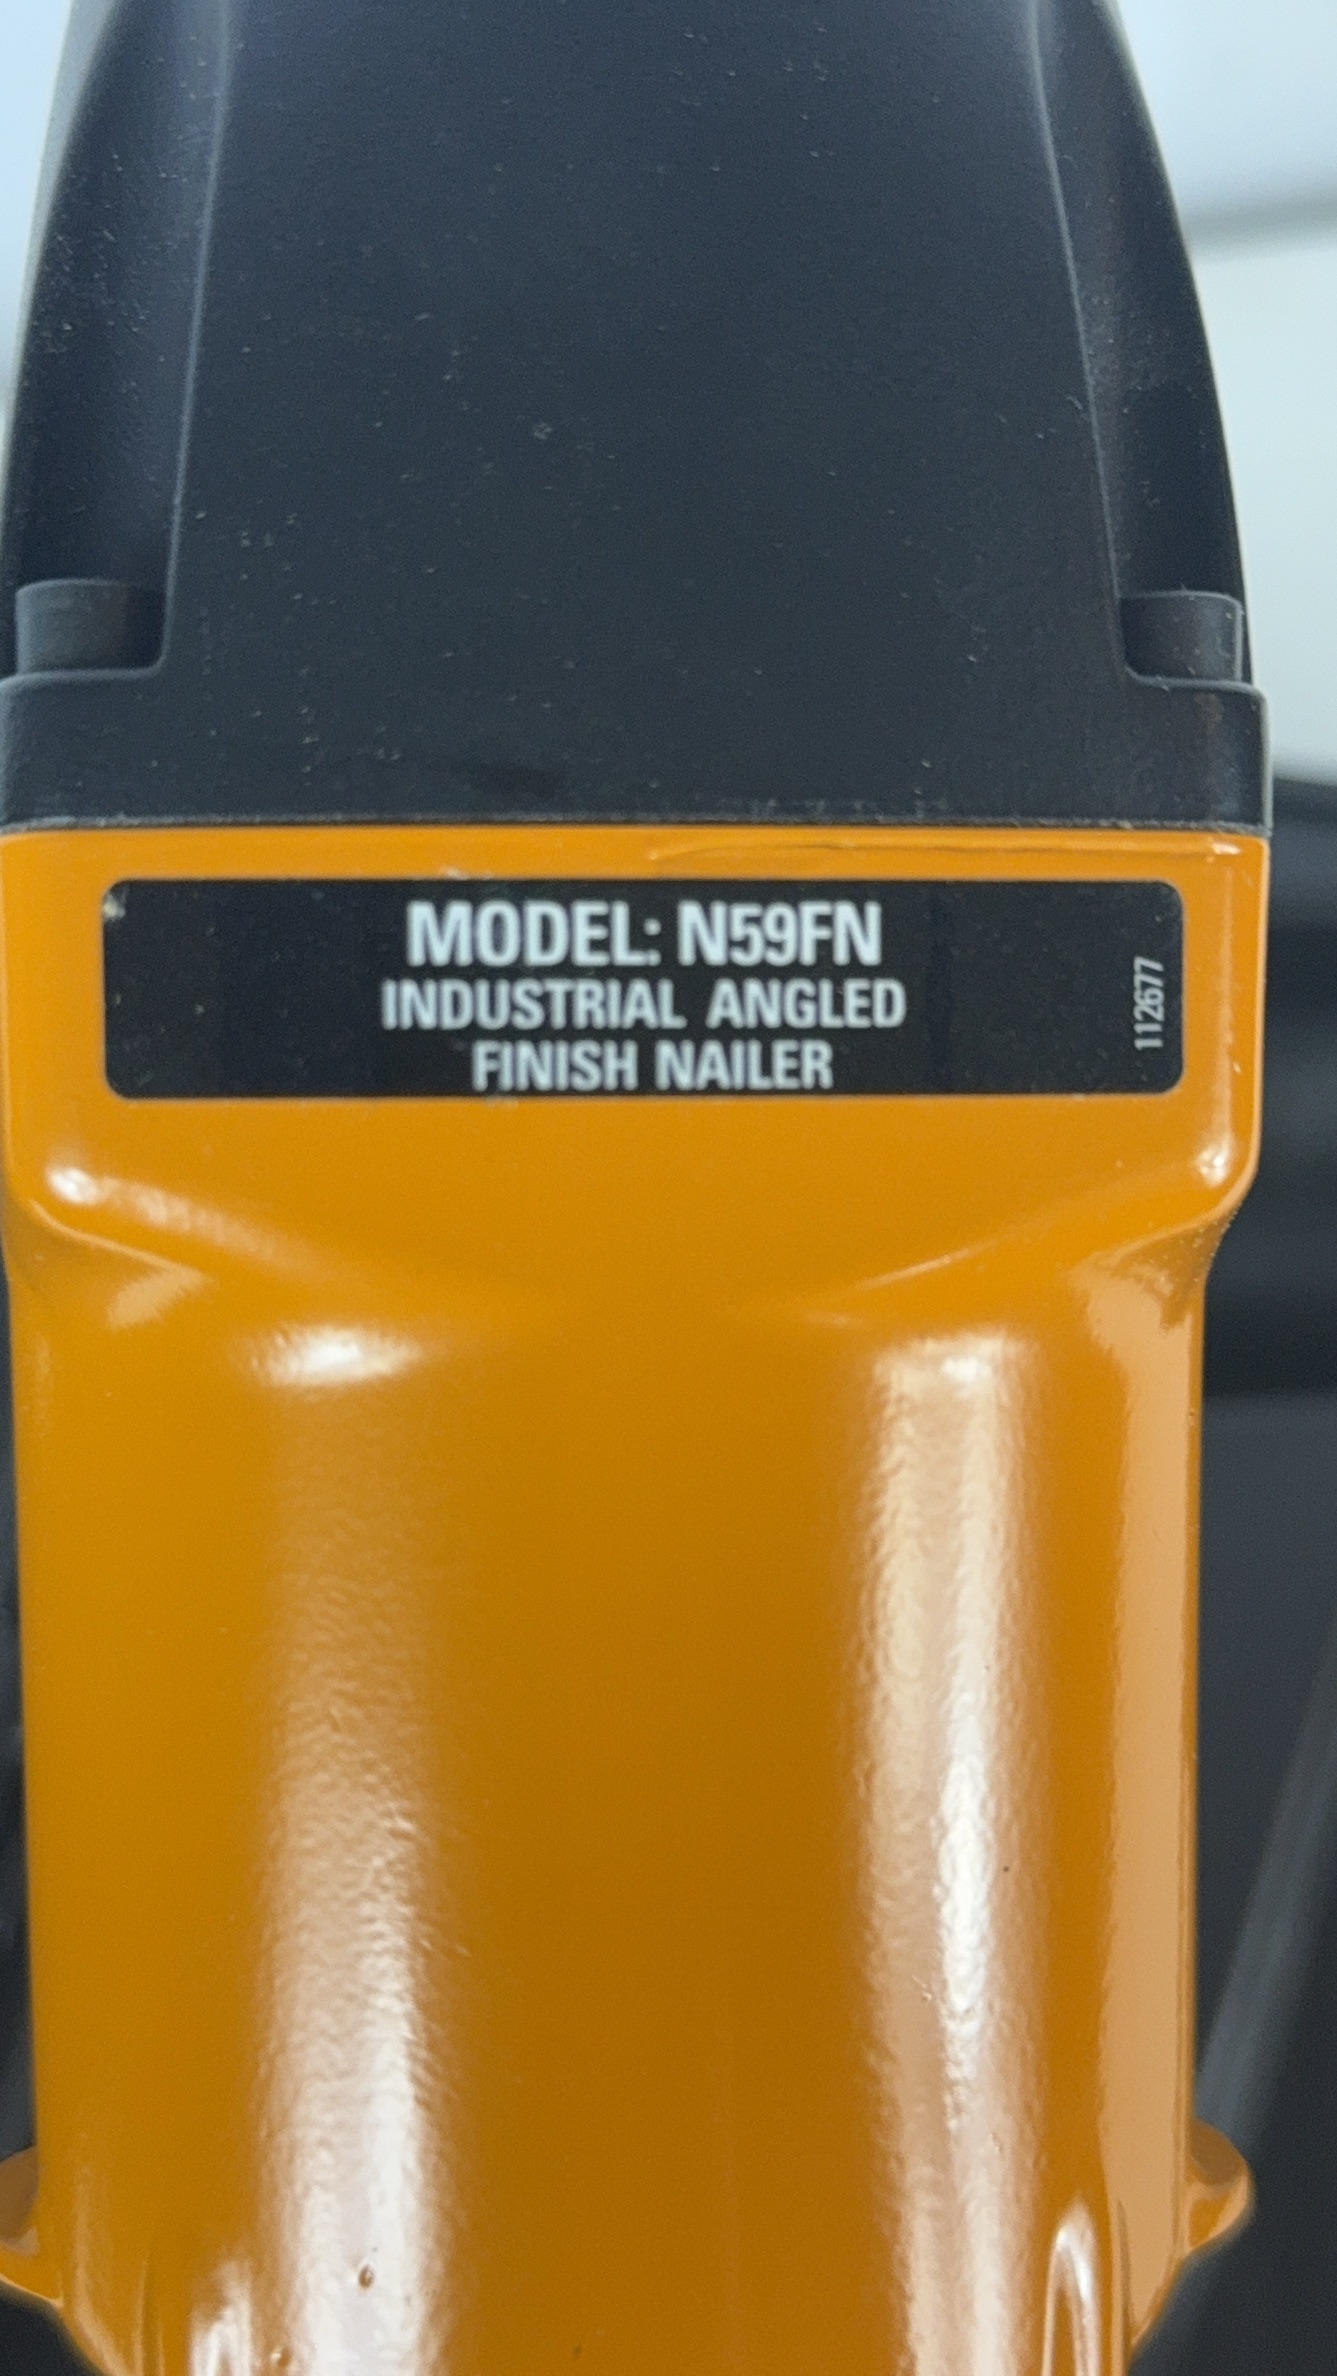 MODEL: N59FN
INDUSTRIAL ANGLED
FINISH NAILER
112677